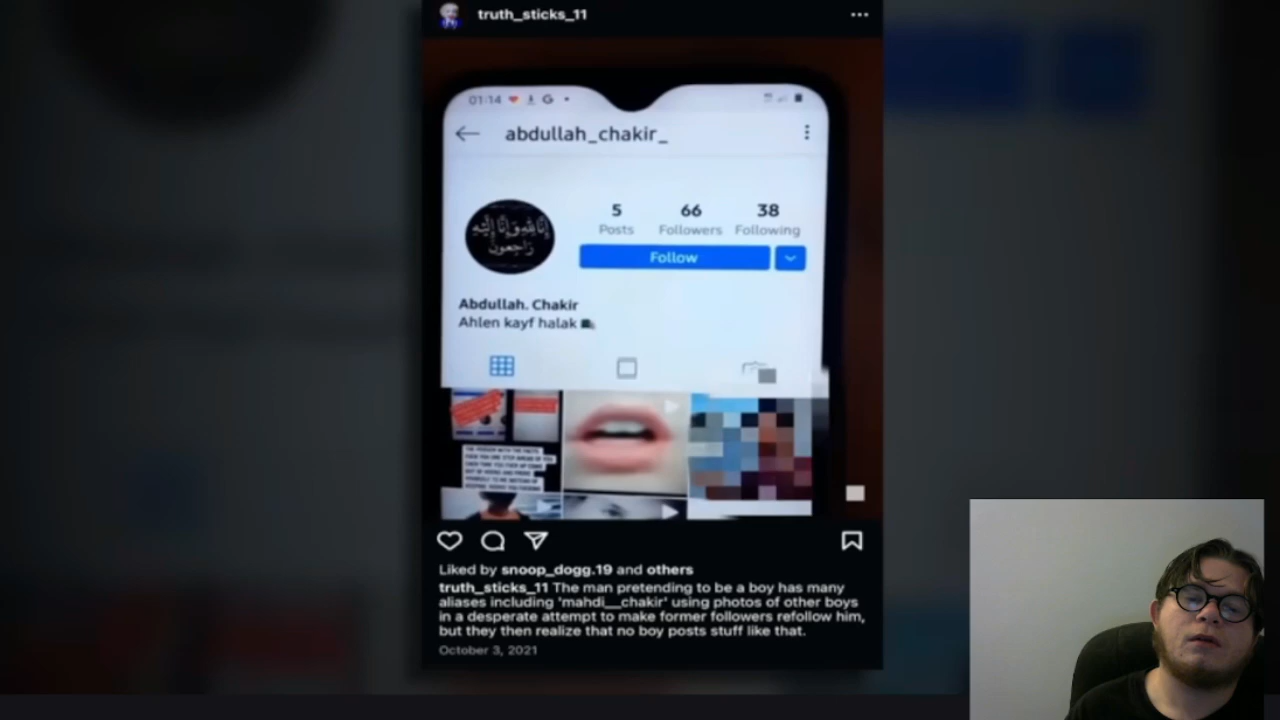 truth_sticks_11
01:14
abdullah_chakir_
5
66
38
Posts
Followers
Following
إِنَّا لِلَّٰهِ وَإِنَّا إِلَيْهِ
رَاجِعُونَ
Follow
Abdullah. Chakir
Ahlen kayf halak
Liked by snoop_dogg.19 and others
truth_sticks_11 The man pretending to be a boy has many
aliases including 'mahdi__chakir' using photos of other boys
in a desperate attempt to make former followers refollow him,
but they then realize that no boy posts stuff like that.
October 3, 2021